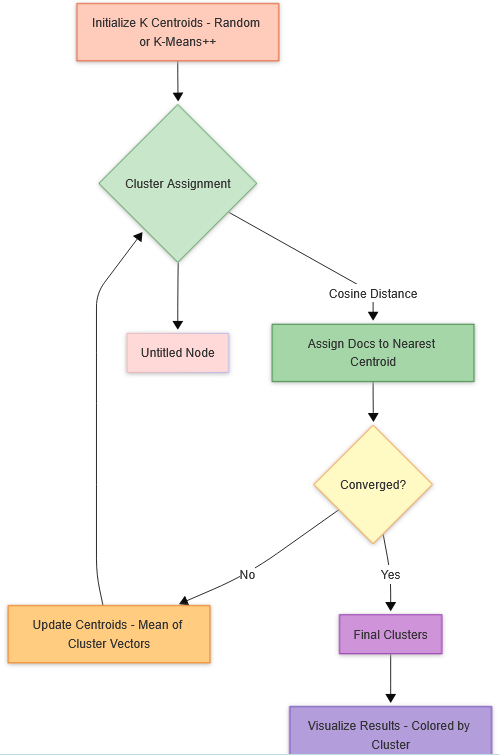 Initialize K Centroids - Random
or K-Means++
Cluster Assignment
Cosine Distance
Untitled Node
Assign Docs to Nearest
Centroid
Converged?
No
Yes
Update Centroids - Mean of
Cluster Vectors
Final Clusters
Visualize Results - Colored by
Cluster